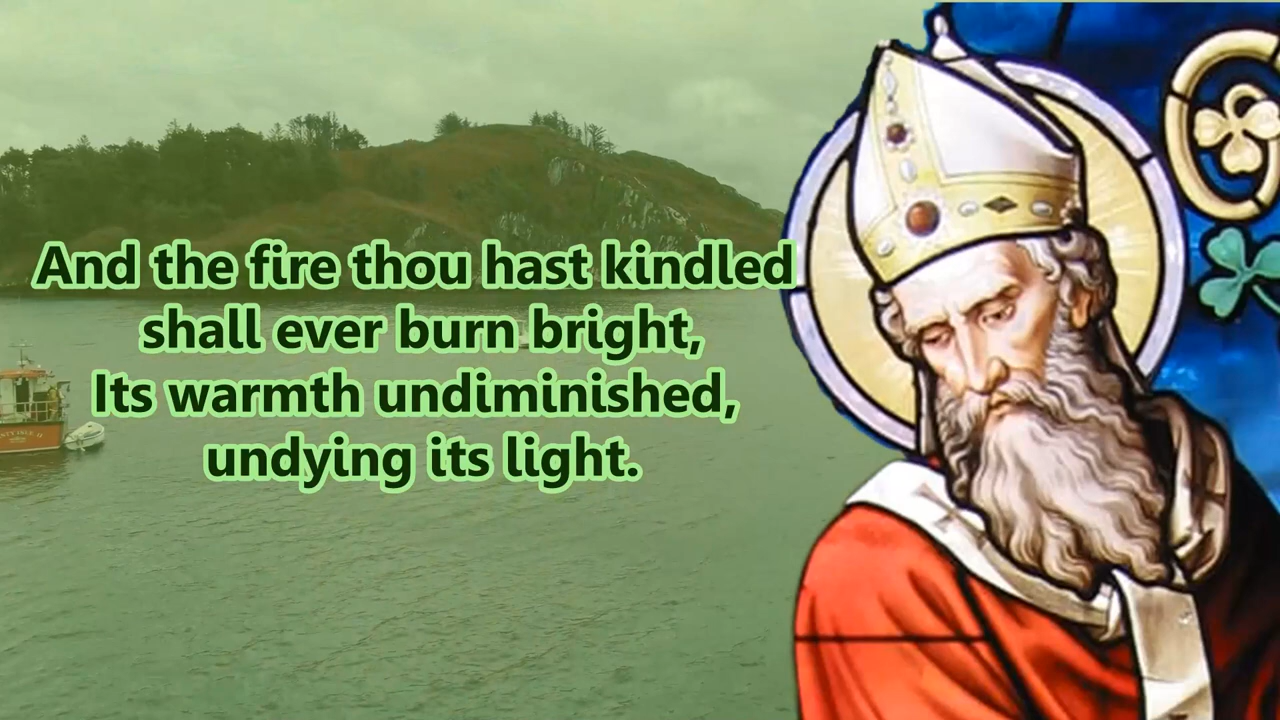 And the fire thou hast kindled
shall ever burn bright,
Its warmth undiminished,
undying its light.